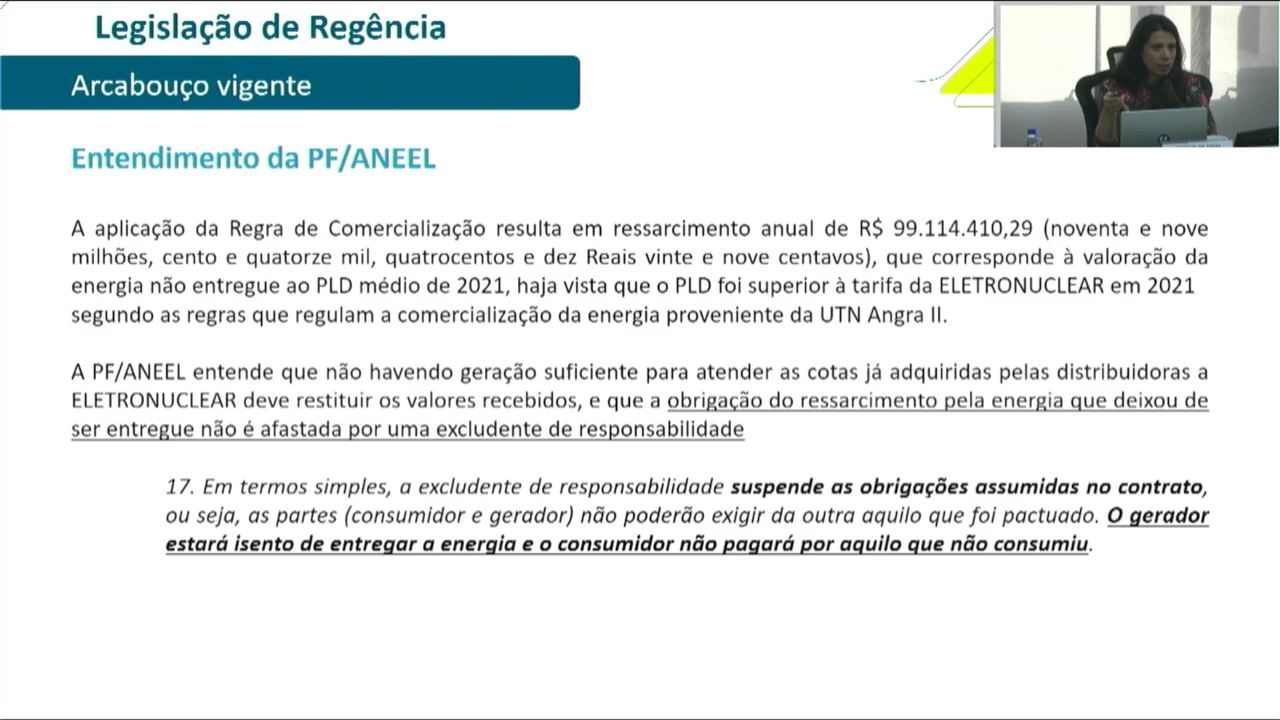 Legislação de Regência
Arcabouço vigente
Entendimento da PF/ANEEL
A aplicação da Regra de Comercialização resulta em ressarcimento anual de R$ 99.114.410,29 (noventa e nove
milhões, cento e quatorze mil, quatrocentos e dez Reais vinte e nove centavos), que corresponde à valoração da
energia não entregue ao PLD médio de 2021, haja vista que o PLD foi superior à tarifa da ELETRONUCLEAR em 2021
segundo as regras que regulam a comercialização da energia proveniente da UTN Angra II.
A PF/ANEEL entende que não havendo geração suficiente para atender as cotas já adquiridas pelas distribuidoras a
ELETRONUCLEAR deve restituir os valores recebidos, e que a obrigação do ressarcimento pela energia que deixou de
ser entregue não é afastada por uma excludente de responsabilidade
17. Em termos simples, a excludente de responsabilidade suspende as obrigações assumidas no contrato,
ou seja, as partes (consumidor e gerador) não poderão exigir da outra aquilo que foi pactuado. O gerador
estará isento de entregar a energia e o consumidor não pagará por aquilo que não consumiu.